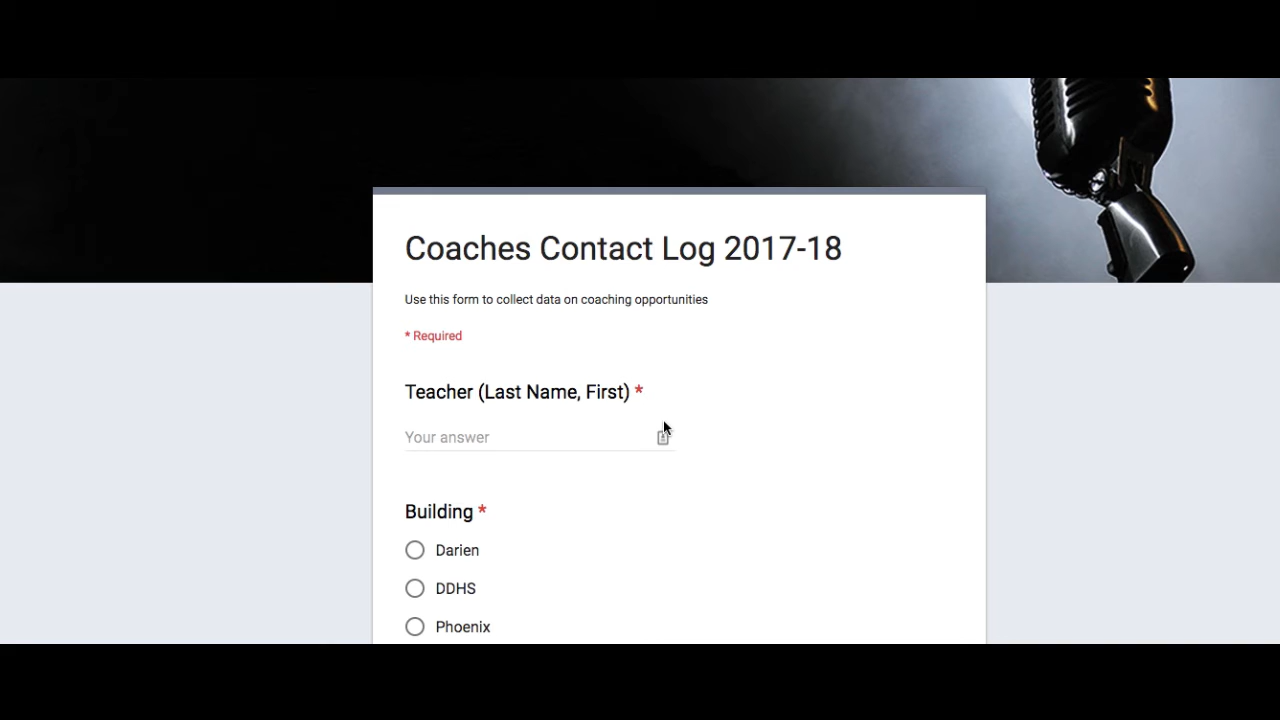 Coaches Contact Log 2017-18
Use this form to collect data on coaching opportunities
* Required
Teacher (Last Name, First) *
Your answer
Building *
Darien
DDHS
Phoenix